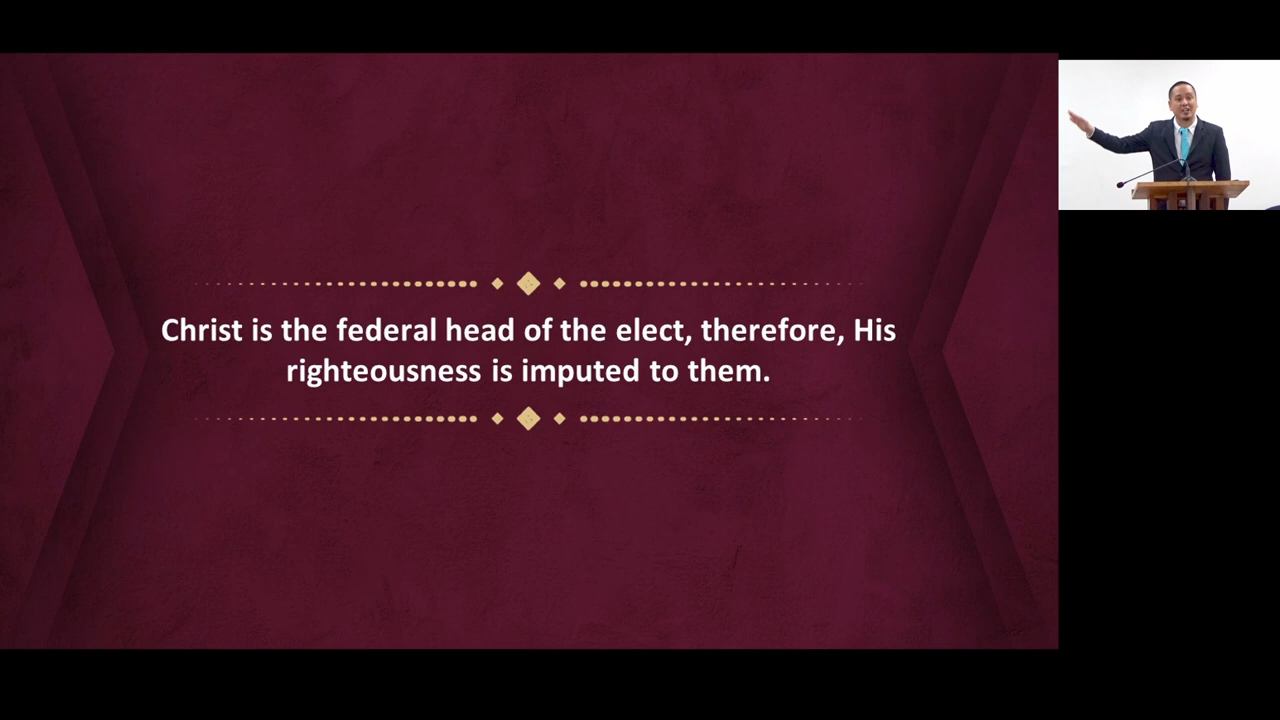 Christ is the federal head of the elect, therefore, His
righteousness is imputed to them.